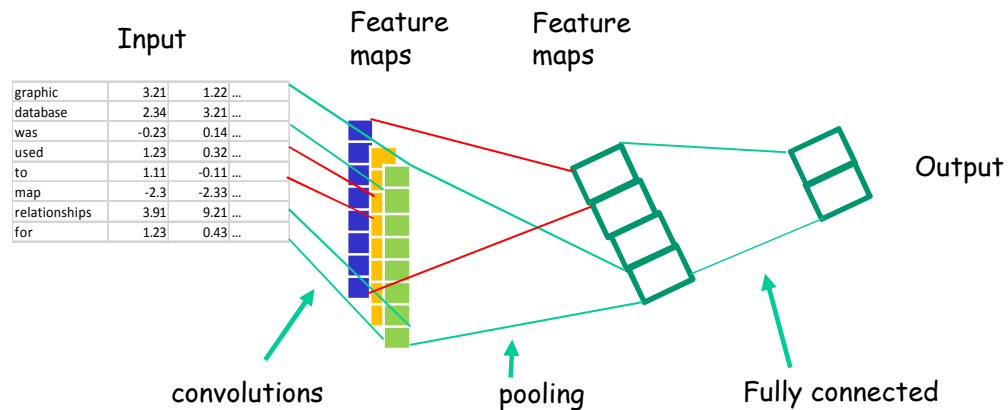 Input
Feature
maps
Feature
maps
graphic 3.21 1.22 ...
database 2.34 3.21 ...
was -0.23 0.14 ...
used 1.23 0.32 ...
to 1.11 -0.11 ...
map -2.3 -2.33 ...
relationships 3.91 9.21 ...
for 1.23 0.43 ...
Output
convolutions
pooling
Fully connected